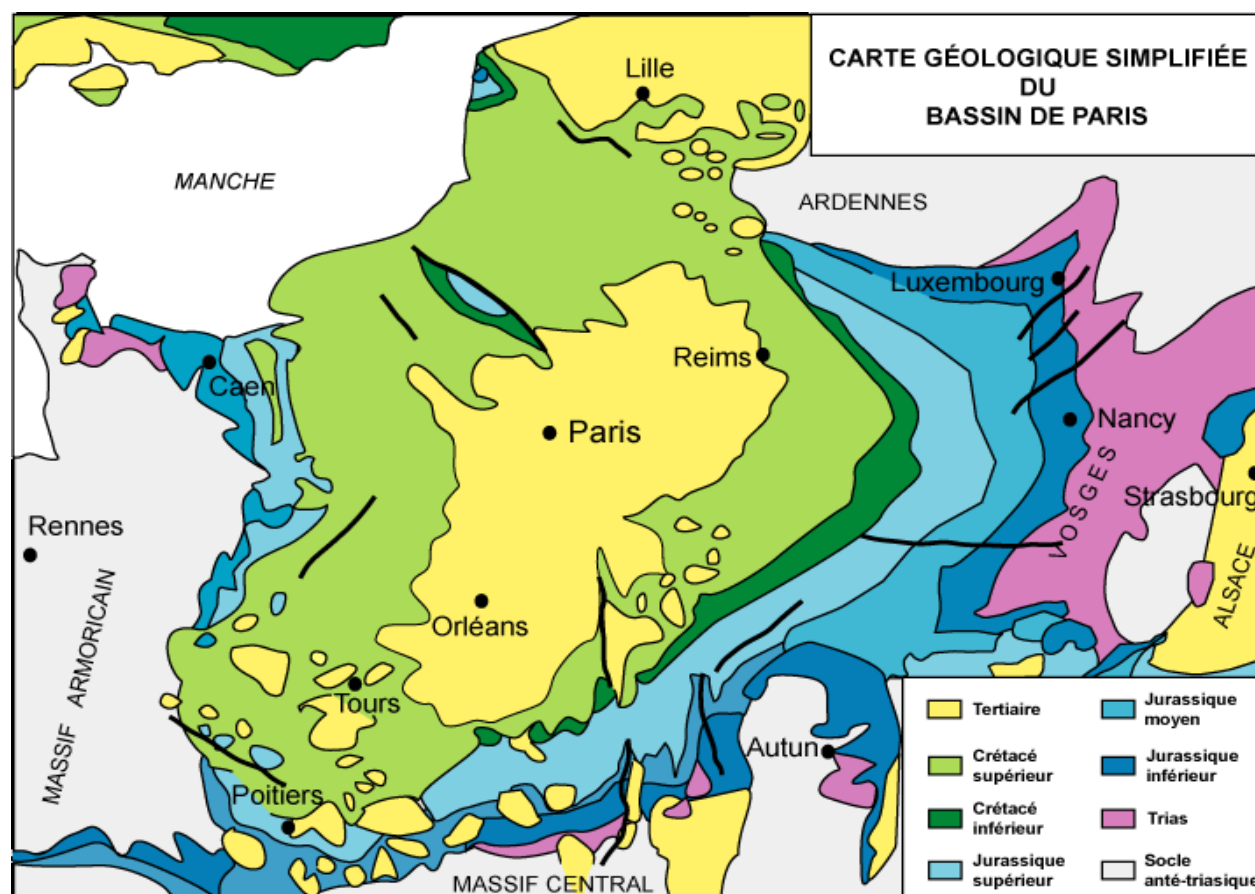 CARTE GÉOLOGIQUE SIMPLIFIÉE
DU
BASSIN DE PARIS
Lille
MANCHE
ARDENNES
Luxembourg
Reims
Caen
Nancy
Paris
VOSGES
Strasbourg
Rennes
ALSACE
Orléans
MASSIF ARMORICAIN
Tours
Autun
Poitiers
MASSIF CENTRAL
Tertiaire
Crétacé
supérieur
Crétacé
inférieur
Jurassique
supérieur
Jurassique
moyen
Jurassique
inférieur
Trias
Socle
anté-triasique